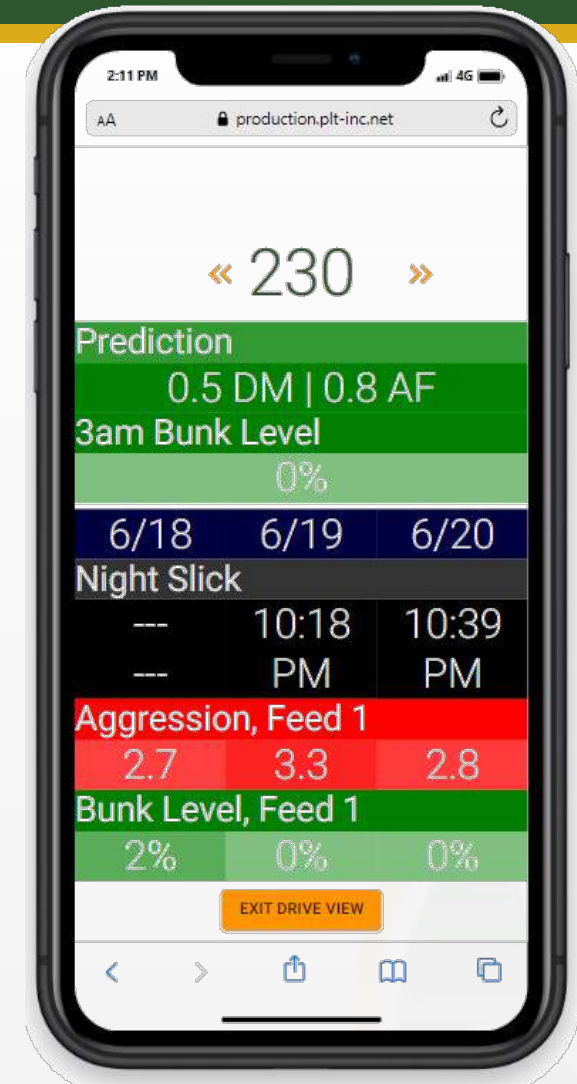 2:11 PM 4G
AA production.plt-inc.net
« 230 »
Prediction
0.5 DM | 0.8 AF
3am Bunk Level
0%
6/18 6/19 6/20
Night Slick
--- 10:18 10:39
--- PM PM
Aggression, Feed 1
2.7 3.3 2.8
Bunk Level, Feed 1
2% 0% 0%
EXIT DRIVE VIEW